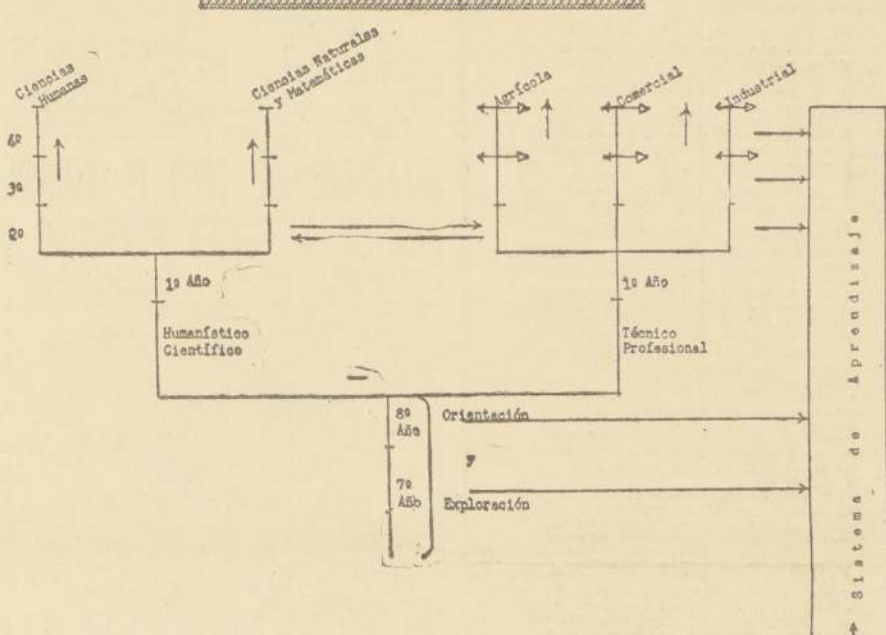 Ciencias
Humanas
Ciencias Naturales
y Matemáticas
Agrícola
Comercial
Industrial
4º
3º
2º
1º Año
Humanístico
Científico
1º Año
Técnico
Profesional
8º
Año
7º
Año
Orientación
y
Exploración
Sistema de Aprendizaje